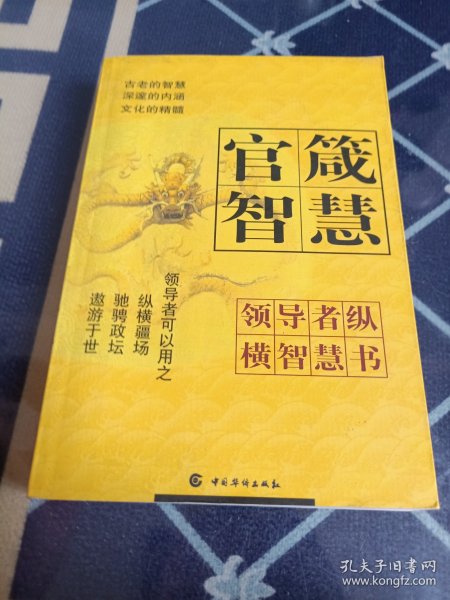 古老的智慧
深邃的内涵
文化的精髓
官箴
智慧
领导者可以用之
纵横疆场
驰骋政坛
遨游于世
领导者纵
横智慧书
中国华侨出版社
孔夫子旧书网
www.kongfz.com